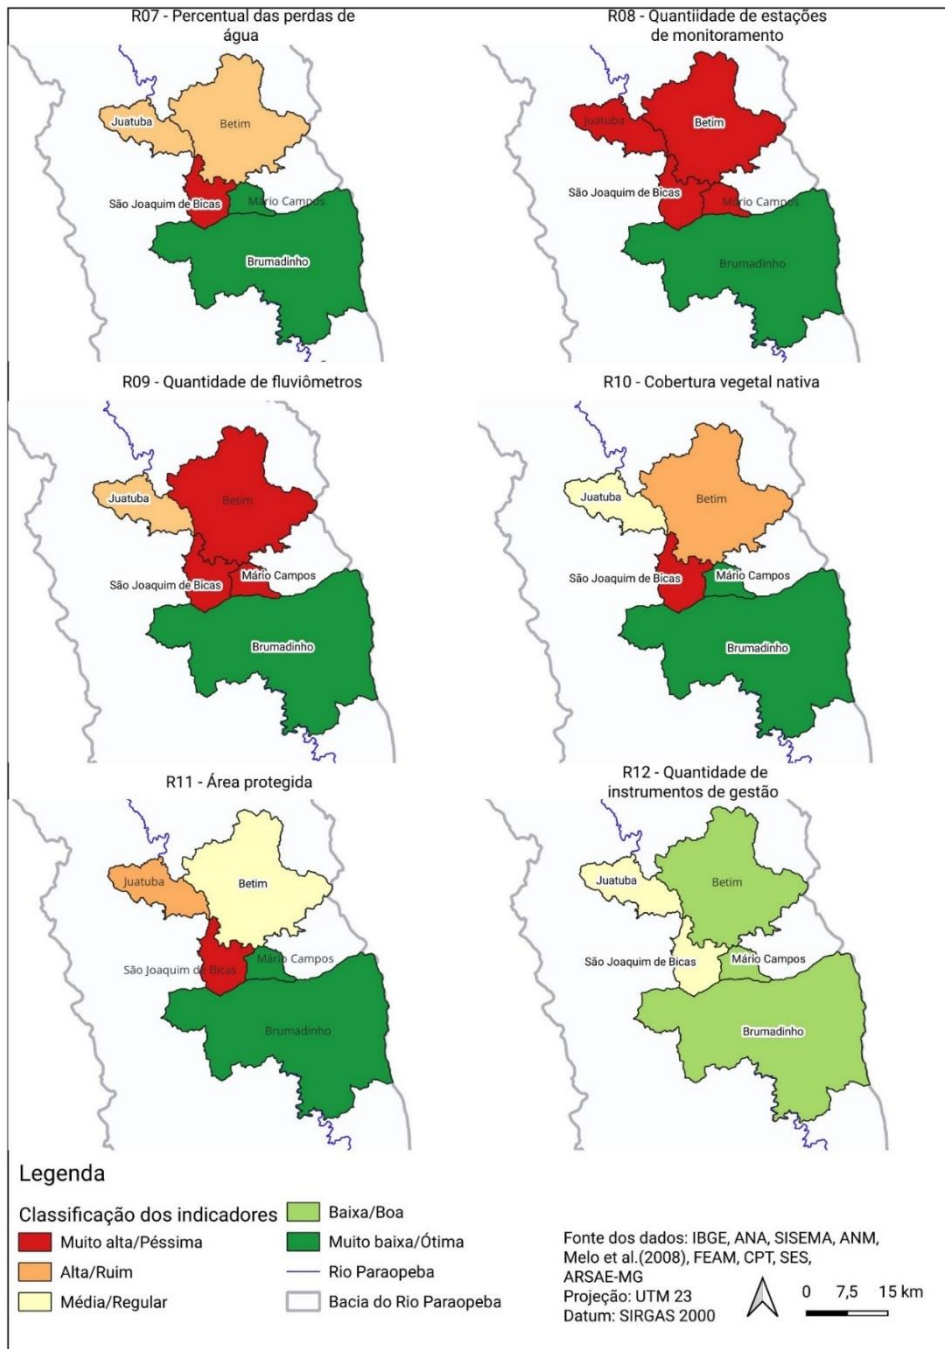 R07 - Percentual das perdas de
água
Juatuba
Betim
São Joaquim de Bicas
Mário Campos
Brumadinho
R08 - Quantiidade de estações
de monitoramento
Juatuba
Betim
São Joaquim de Bicas
Mário Campos
Brumadinho
R09 - Quantidade de fluviômetros
Juatuba
Betim
São Joaquim de Bicas
Mário Campos
Brumadinho
R10 - Cobertura vegetal nativa
Juatuba
Betim
São Joaquim de Bicas
Mário Campos
Brumadinho
R11 - Área protegida
Juatuba
Betim
São Joaquim de Bicas
Mário Campos
Brumadinho
R12 - Quantidade de
instrumentos de gestão
Juatuba
Betim
São Joaquim de Bicas
Mário Campos
Brumadinho
Legenda
Classificação dos indicadores
Muito alta/Péssima
Alta/Ruim
Média/Regular
Baixa/Boa
Muito baixa/Ótima
Rio Paraopeba
Bacia do Rio Paraopeba
Fonte dos dados: IBGE, ANA, SISEMA, ANM,
Melo et al.(2008), FEAM, CPT, SES,
ARSAE-MG
Projeção: UTM 23
Datum: SIRGAS 2000
0 7,5 15 km